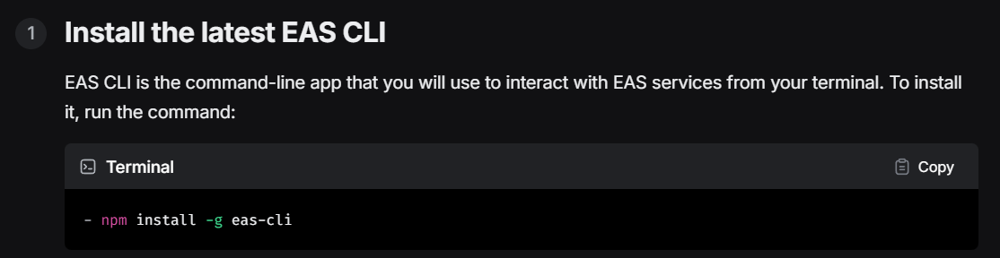 1
Install the latest EAS CLI
EAS CLI is the command-line app that you will use to interact with EAS services from your terminal. To install
it, run the command:
Terminal
Copy
- npm install -g eas-cli